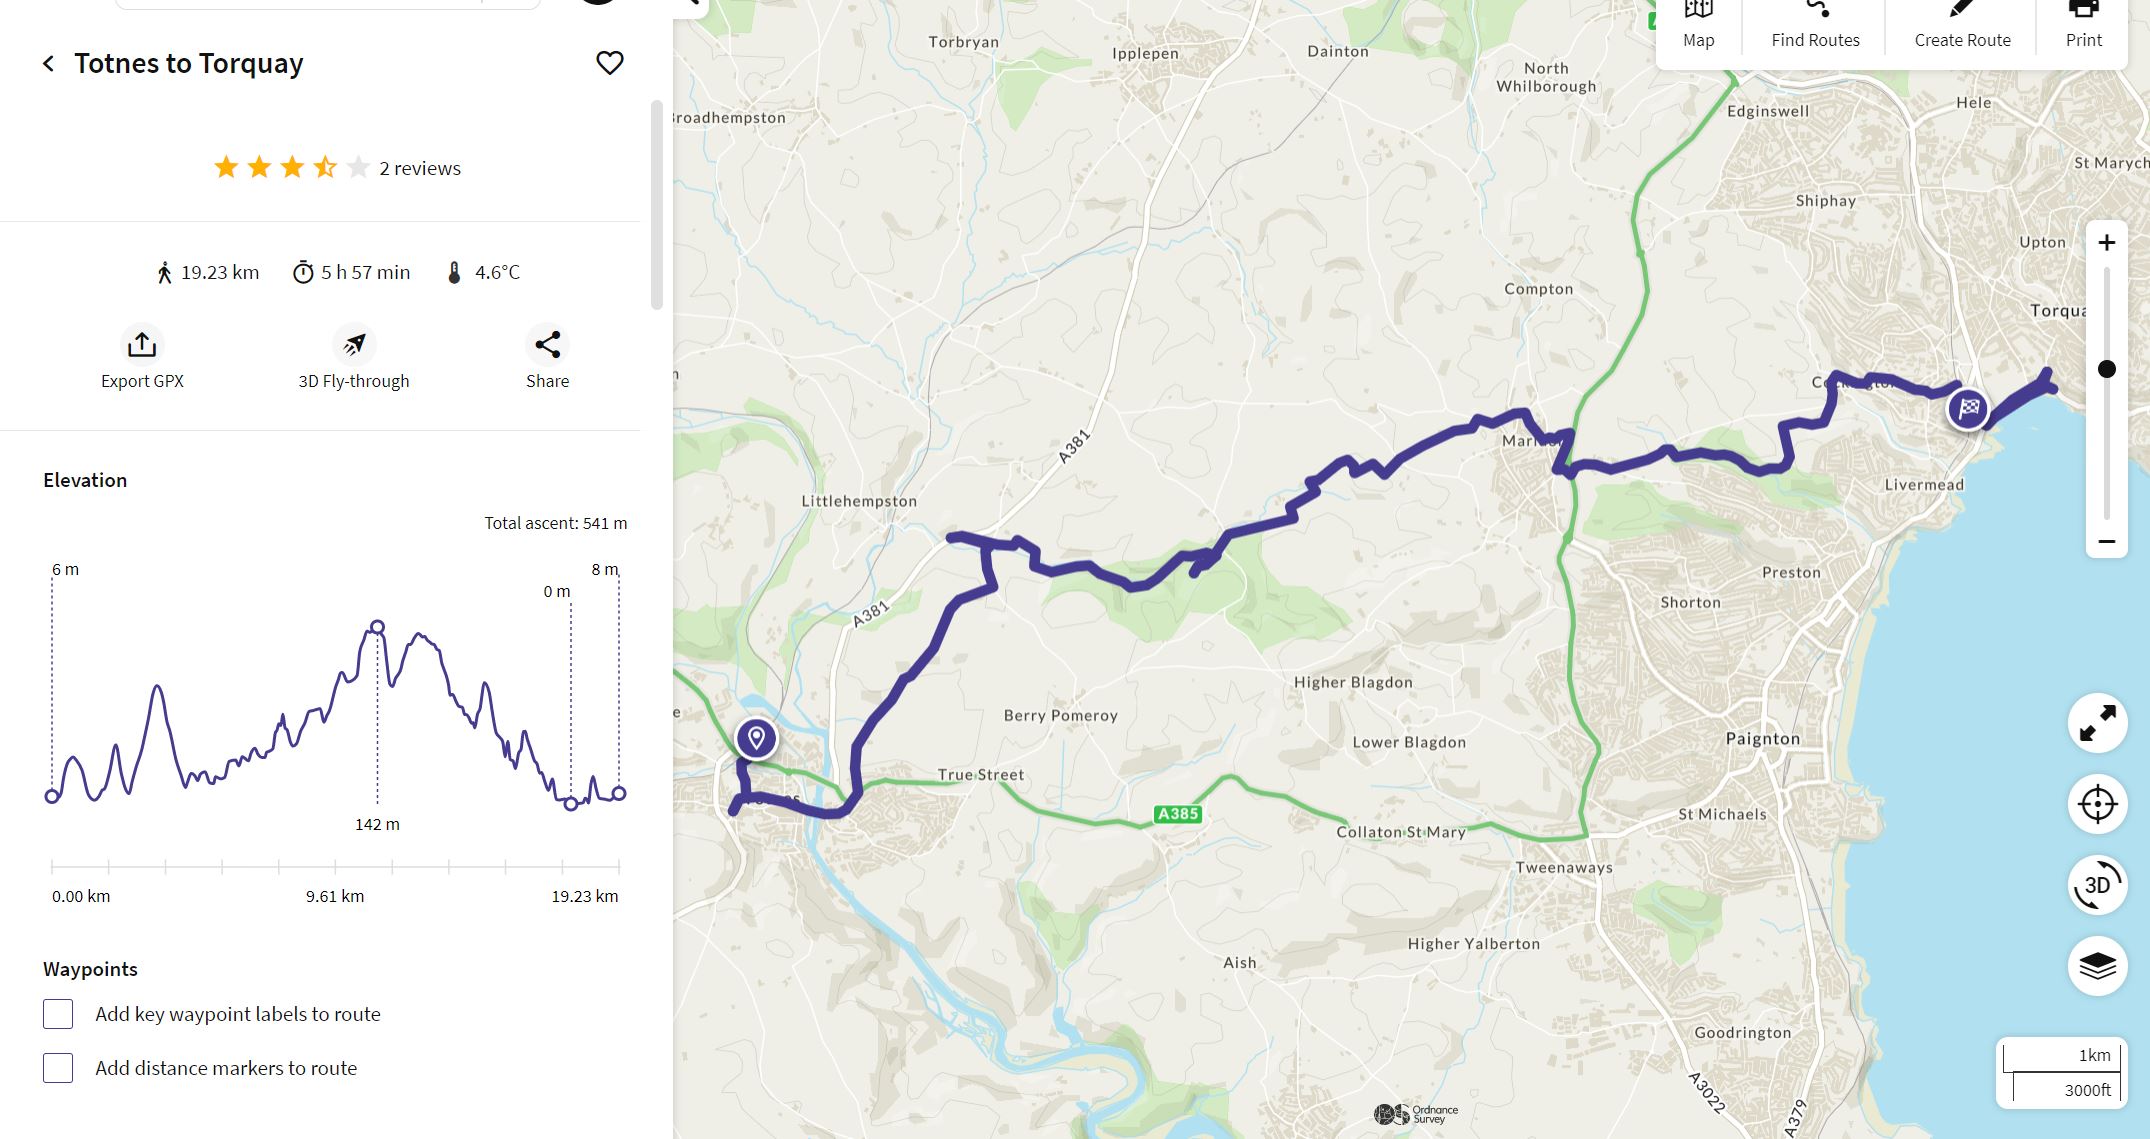 Totnes to Torquay
2 reviews
19.23 km
5 h 57 min
4.6°C
Export GPX
3D Fly-through
Share
Elevation
Total ascent: 541 m
6 m
8 m
0 m
142 m
0.00 km
9.61 km
19.23 km
Waypoints
Add key waypoint labels to route
Add distance markers to route
Map
Find Routes
Create Route
Print
Torbryan
Ipplepen
Dainton
North
Whilborough
Edginswell
Hele
Broadhempston
St Marych
Shiphay
Upton
Compton
Torqua
A381
Littlehempston
Livermead
Preston
Shorton
A381
Higher Blagdon
Berry Pomeroy
Lower Blagdon
Paignton
True Street
A385
Collaton St Mary
St Michaels
Tweenaways
Higher Yalberton
Aish
Goodrington
A3022
A379
3D
1km
3000ft
Ordnance
Survey